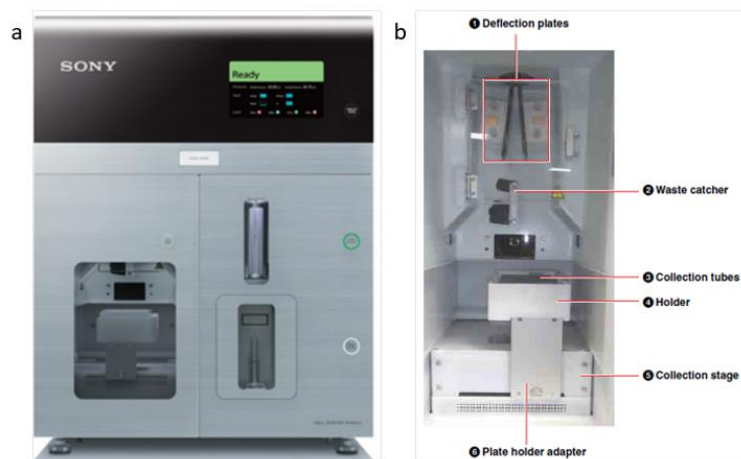 a
SONY
Ready
b
❶ Deflection plates
❷ Waste catcher
❸ Collection tubes
❹ Holder
❺ Collection stage
❻ Plate holder adapter